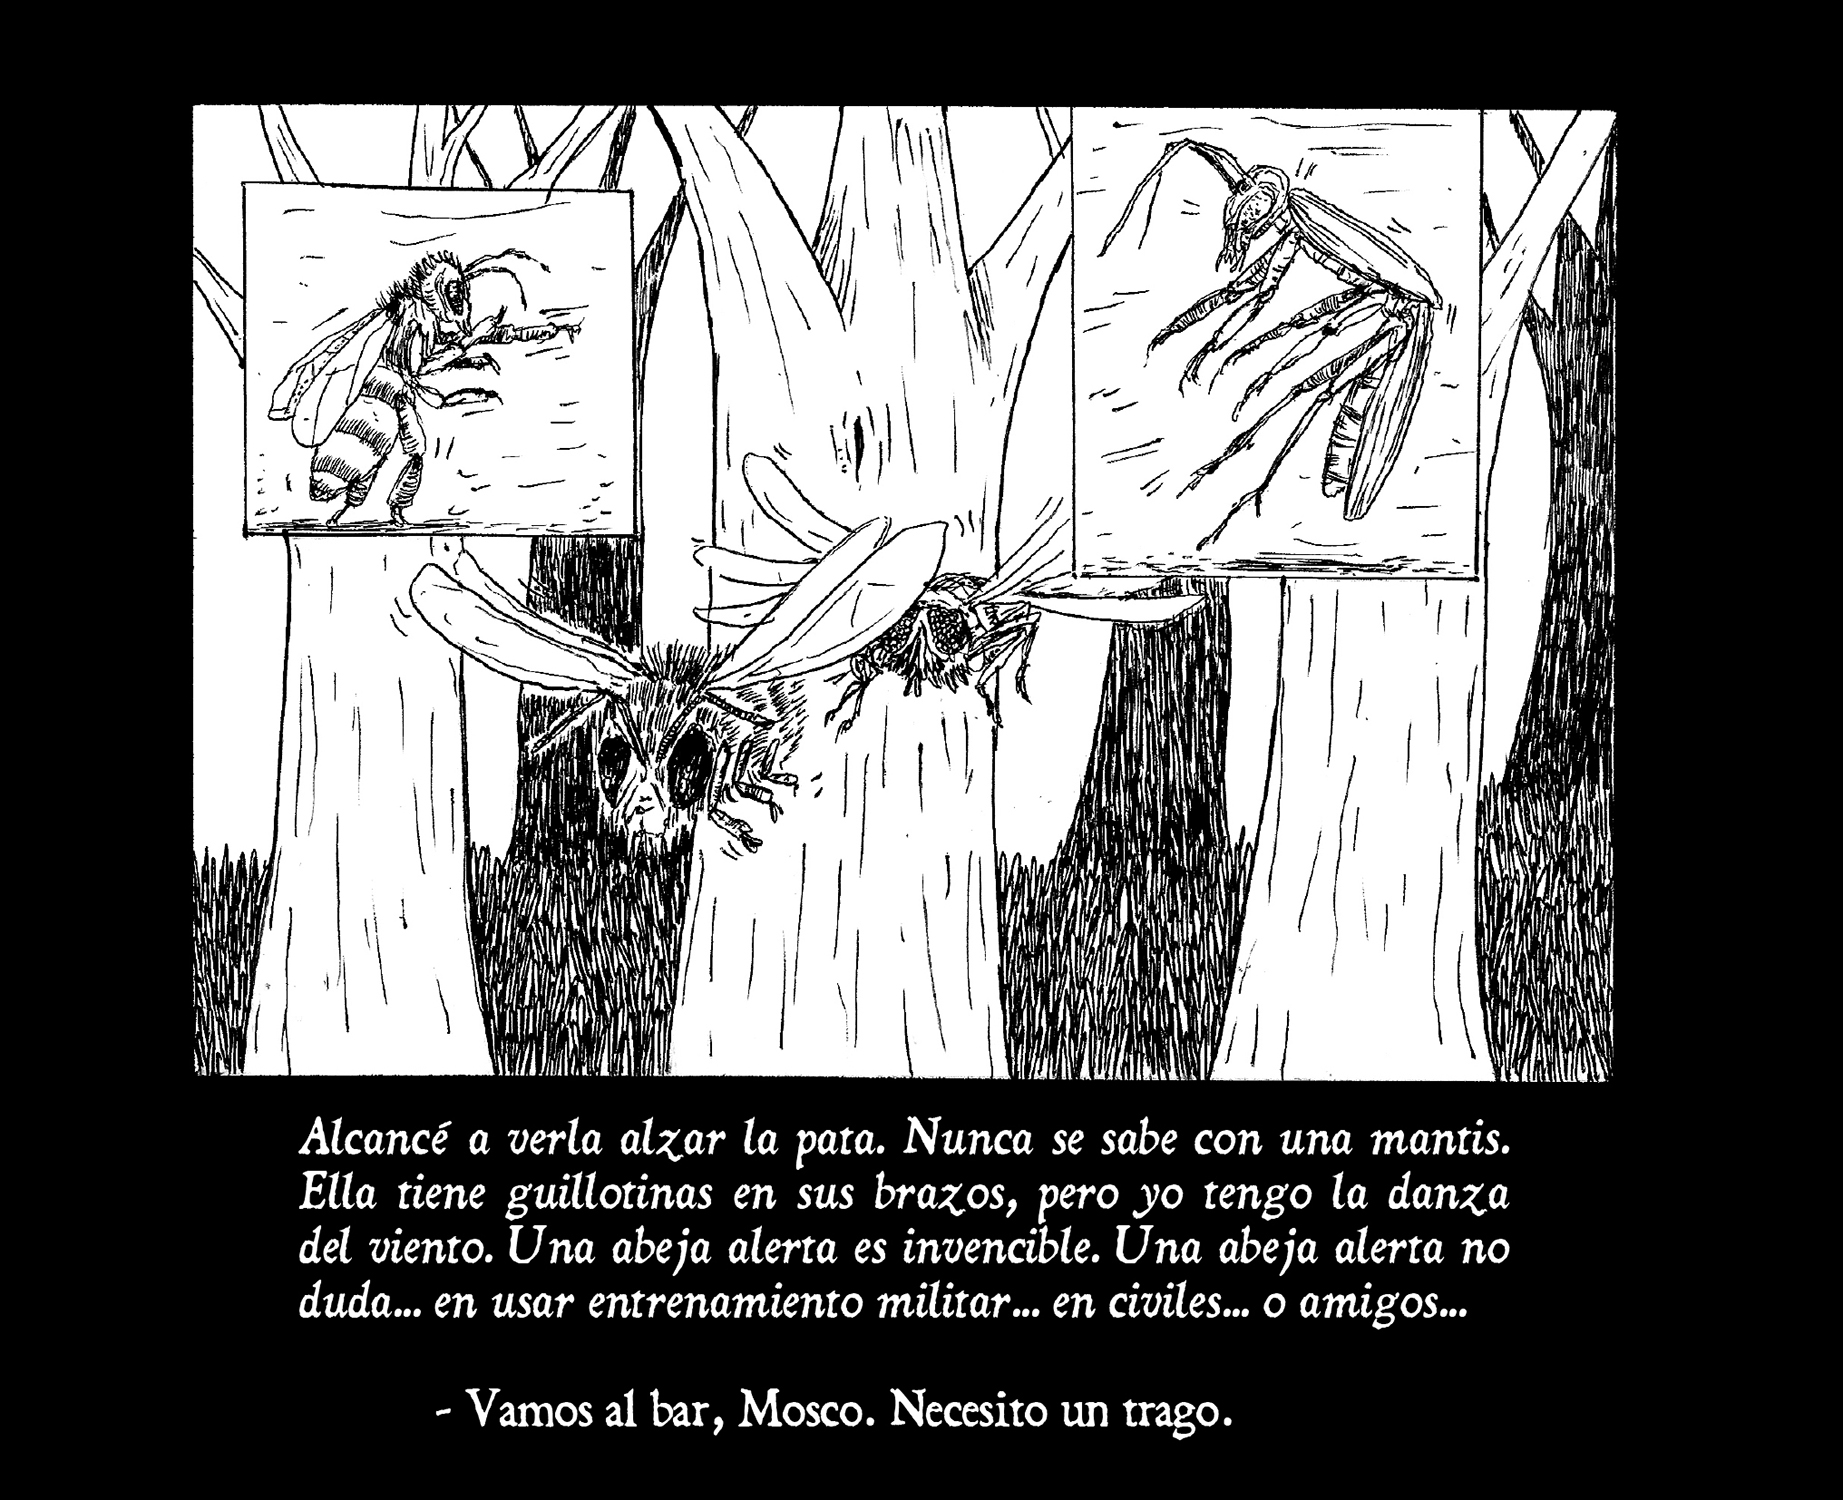 Alcancé a verla alzar la pata. Nunca se sabe con una mantis.
Ella tiene guillotinas en sus brazos, pero yo tengo la danza
del viento. Una abeja alerta es invencible. Una abeja alerta no
duda... en usar entrenamiento militar... en civiles... o amigos...
- Vamos al bar, Mosco. Necesito un trago.